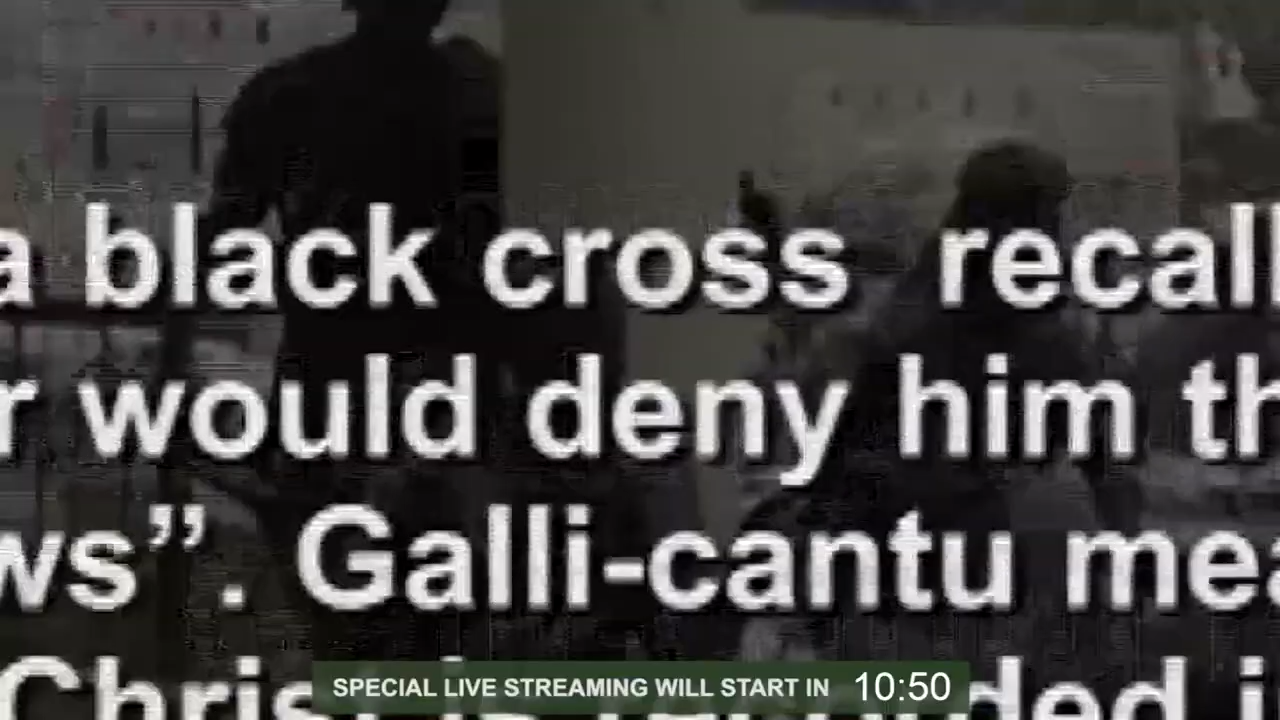 a black cross recall
r would deny him th
ws”. Galli-cantu mea
Chris
SPECIAL LIVE STREAMING WILL START IN 10:50